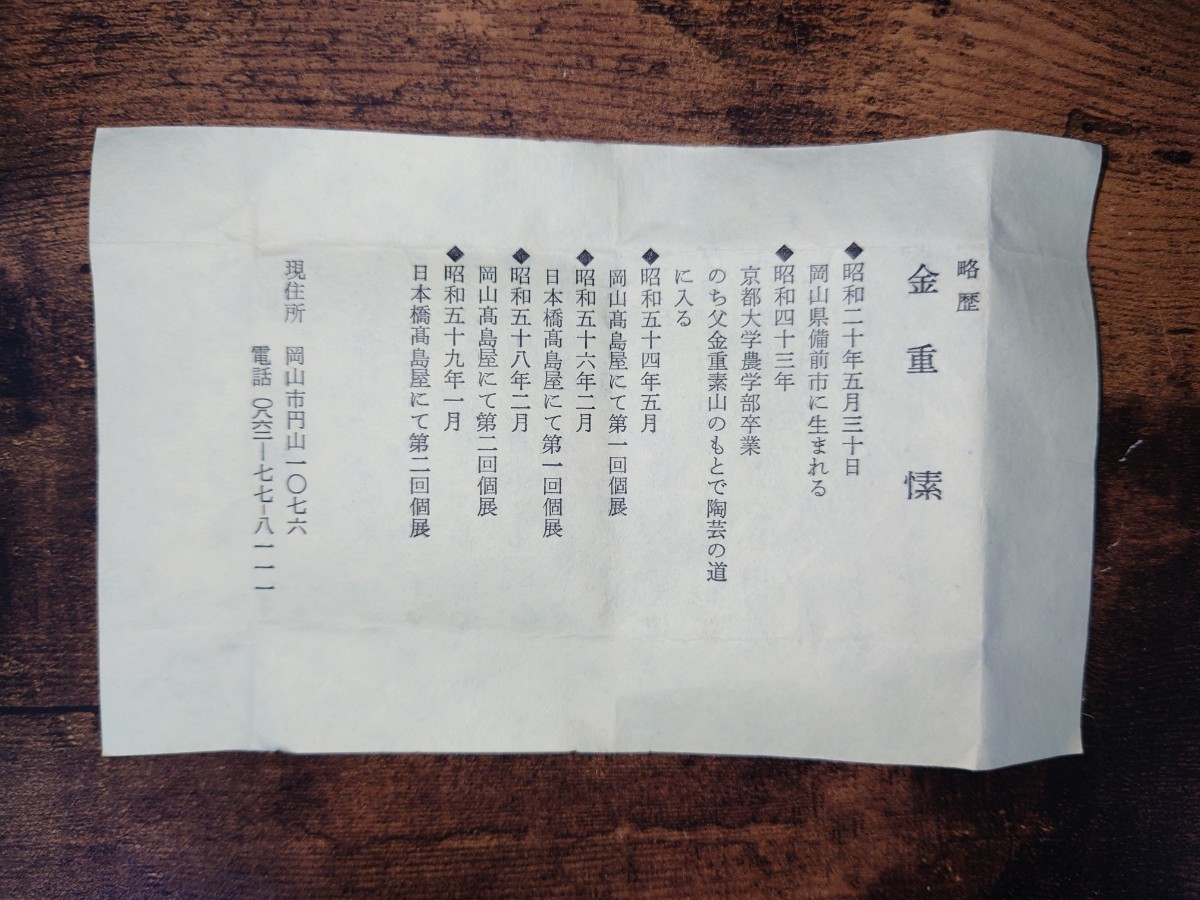 略歴
金重 愫
◆昭和二十年五月三十日
岡山県備前市に生まれる
◆昭和四十三年
京都大学農学部卒業
のち父金重素山のもとで陶芸の道
に入る
◆昭和五十四年五月
岡山髙島屋にて第一回個展
◆昭和五十六年二月
日本橋髙島屋にて第一回個展
◆昭和五十八年二月
岡山髙島屋にて第二回個展
◆昭和五十九年一月
日本橋髙島屋にて第二回個展
現住所 岡山市円山一〇七六
電話 〇八六二―七七―八一一一